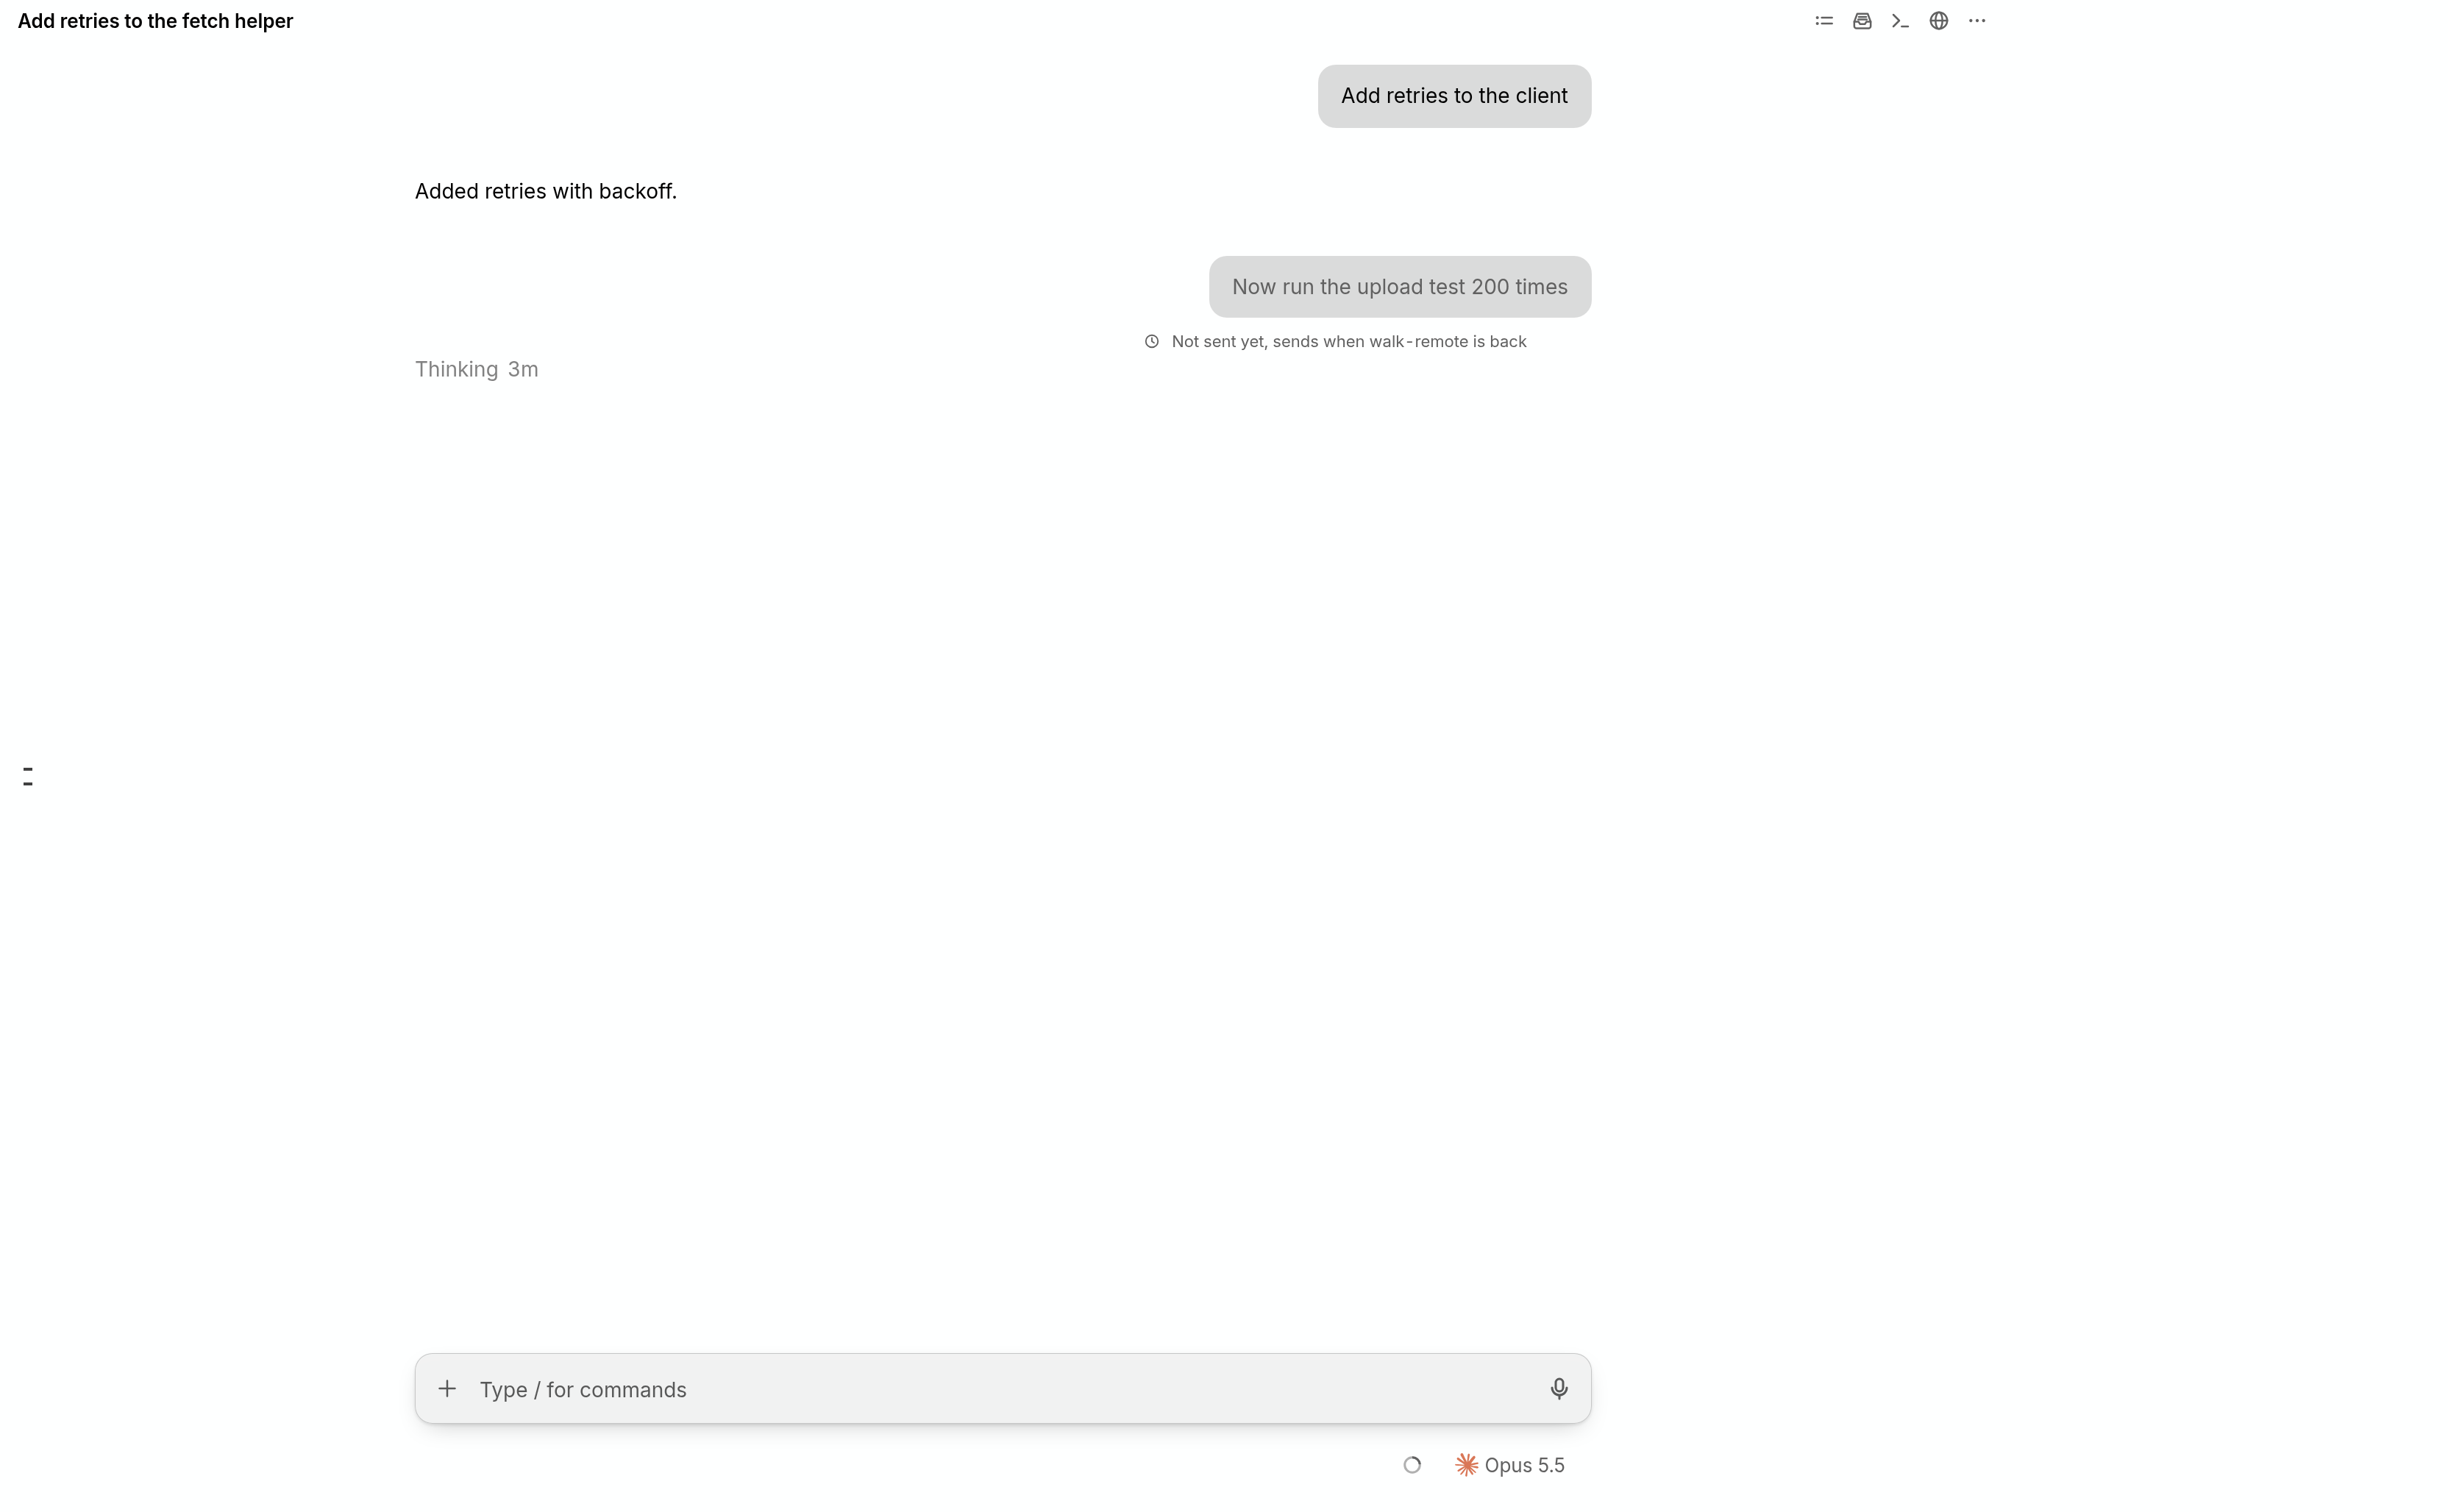 Add retries to the fetch helper
Add retries to the client
Added retries with backoff.
Now run the upload test 200 times
Not sent yet, sends when walk-remote is back
Thinking 3m
Type / for commands
Opus 5.5